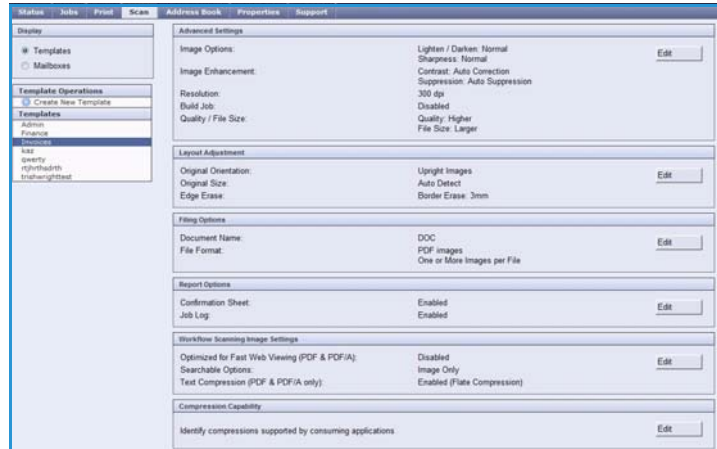 Status Jobs Print Scan Address Book Properties Support
Display
Templates
Mailboxes
Template Operations
Create New Template
Templates
Admin
Finance
Invoices
kaz
qwerty
rtjhrthsdrth
trishwrighttest
Advanced Settings
Image Options: Lighten / Darken: Normal Edit
Sharpness: Normal
Image Enhancement: Contrast: Auto Correction
Suppression: Auto Suppression
Resolution: 300 dpi
Build Job: Disabled
Quality / File Size: Quality: Higher
File Size: Larger
Layout Adjustment
Original Orientation: Upright Images Edit
Original Size: Auto Detect
Edge Erase: Border Erase: 3mm
Filing Options
Document Name: DOC Edit
File Format: PDF images
One or More Images per File
Report Options
Confirmation Sheet: Enabled Edit
Job Log: Enabled
Workflow Scanning Image Settings
Optimized for Fast Web Viewing (PDF & PDF/A): Disabled Edit
Searchable Options: Image Only
Text Compression (PDF & PDF/A only): Enabled (Flate Compression)
Compression Capability
Identify compressions supported by consuming applications Edit